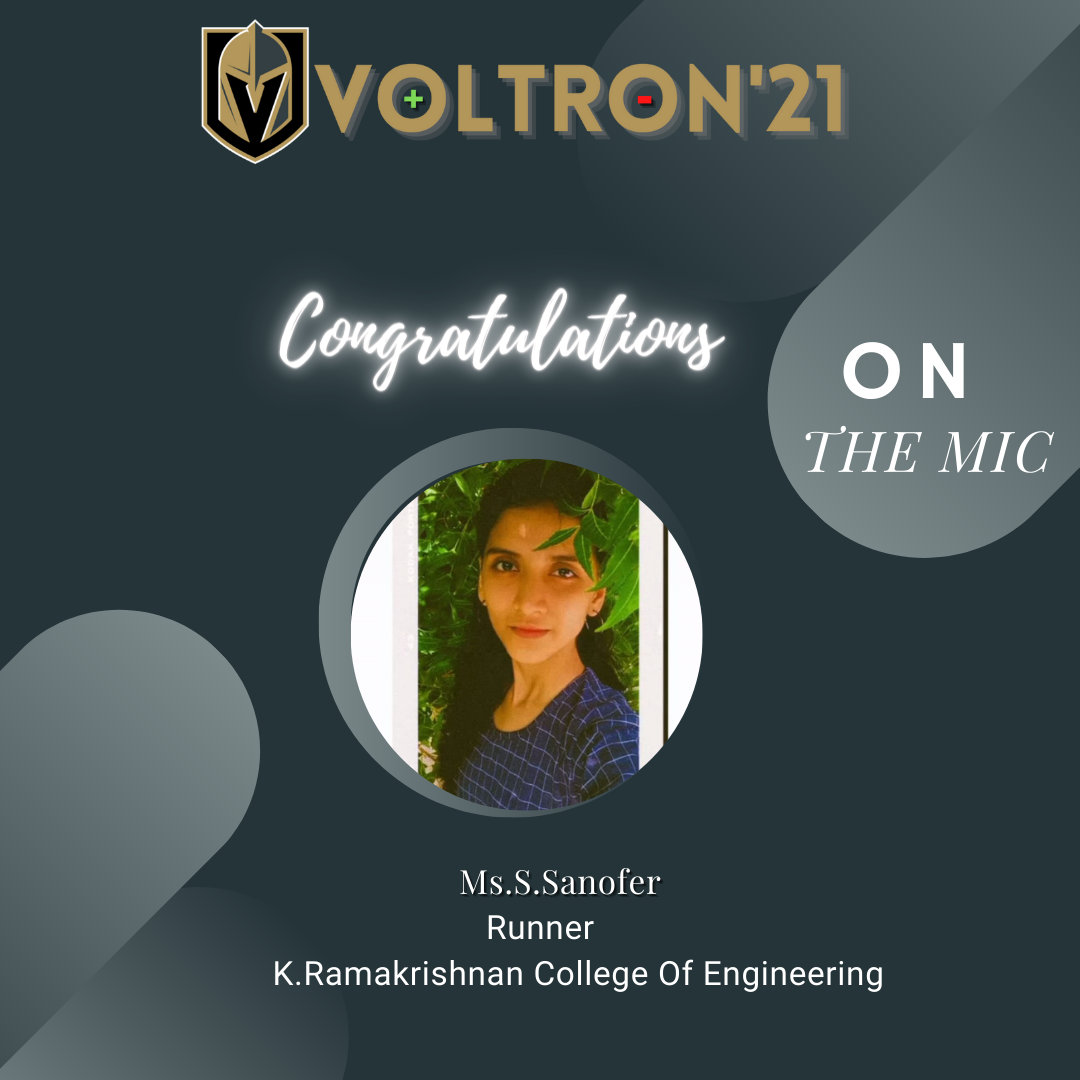 VOLTRON'21
Congratulations
ON
THE MIC
Ms.S.Sanofer
Runner
K.Ramakrishnan College Of Engineering